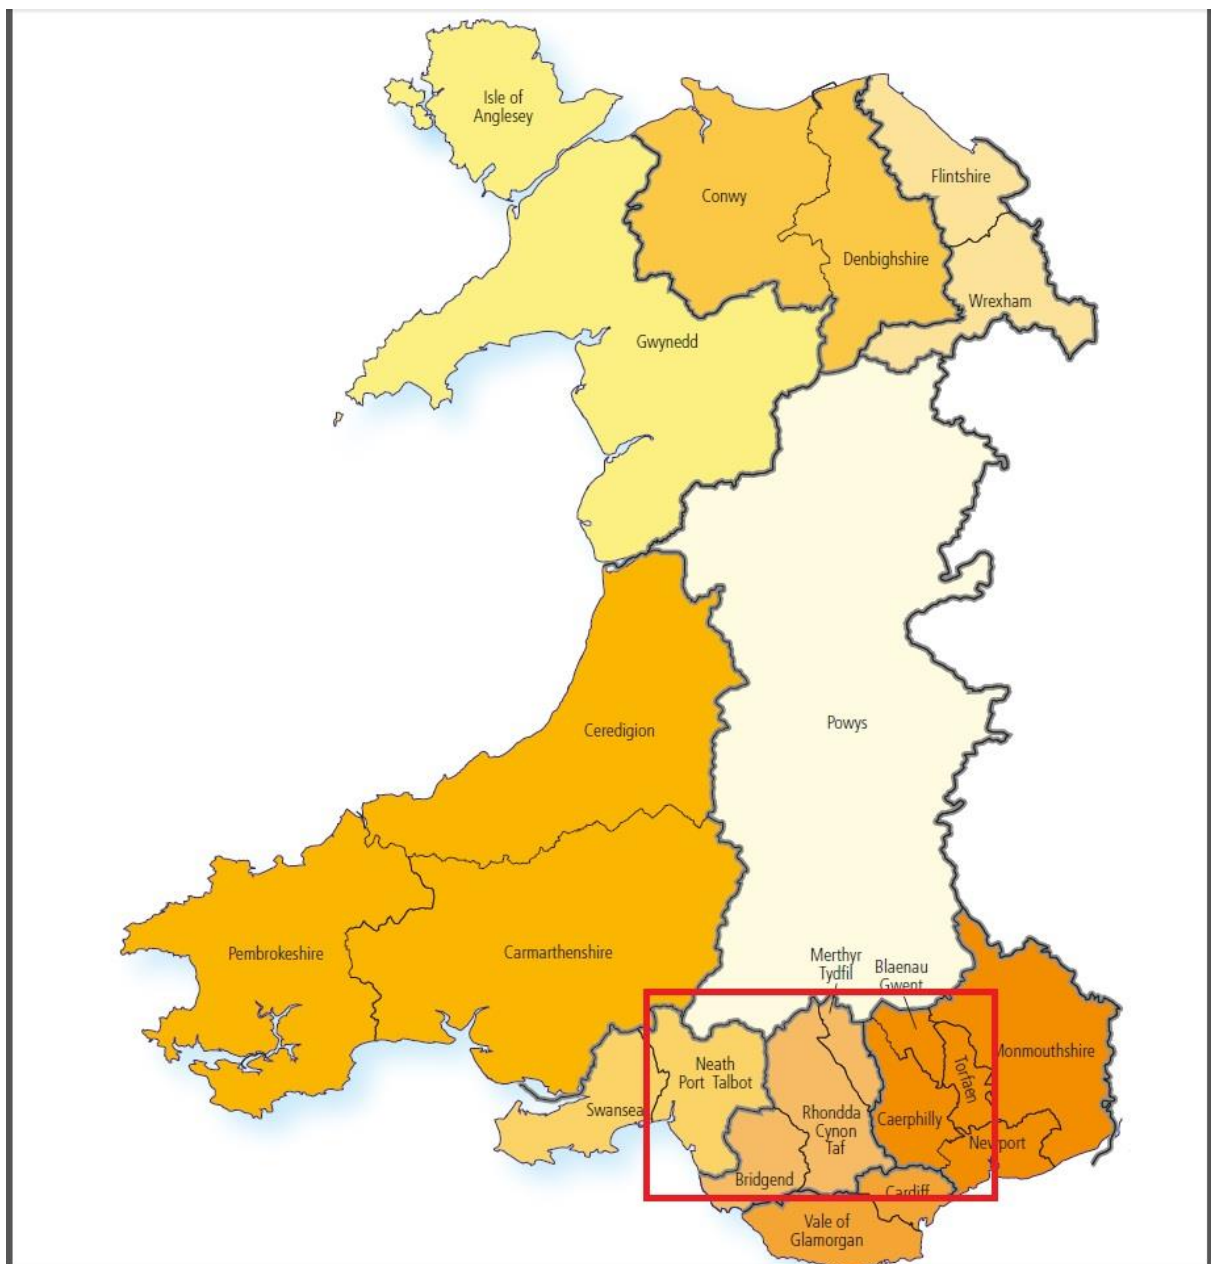 Isle of
Anglesey
Flintshire
Conwy
Denbighshire
Wrexham
Gwynedd
Ceredigion
Powys
Pembrokeshire
Carmarthenshire
Merthyr
Tydfil
Blaenau
Gwent
Monmouthshire
Neath
Port Talbot
Torfaen
Swansea
Rhondda
Cynon
Taf
Caerphilly
Newport
Bridgend
Cardiff
Vale of
Glamorgan